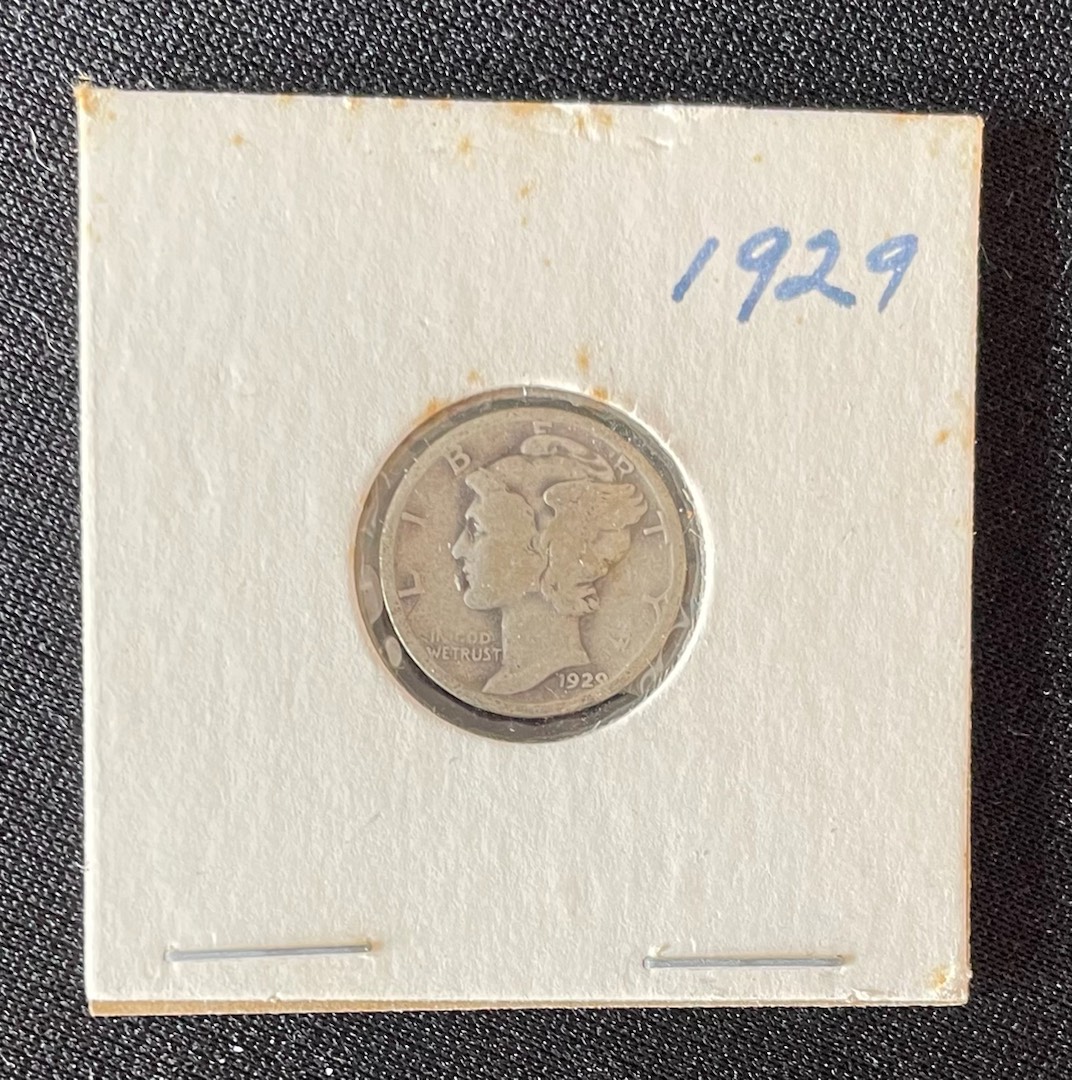 1929
LIBERTY
IN GOD
WE TRUST
1929